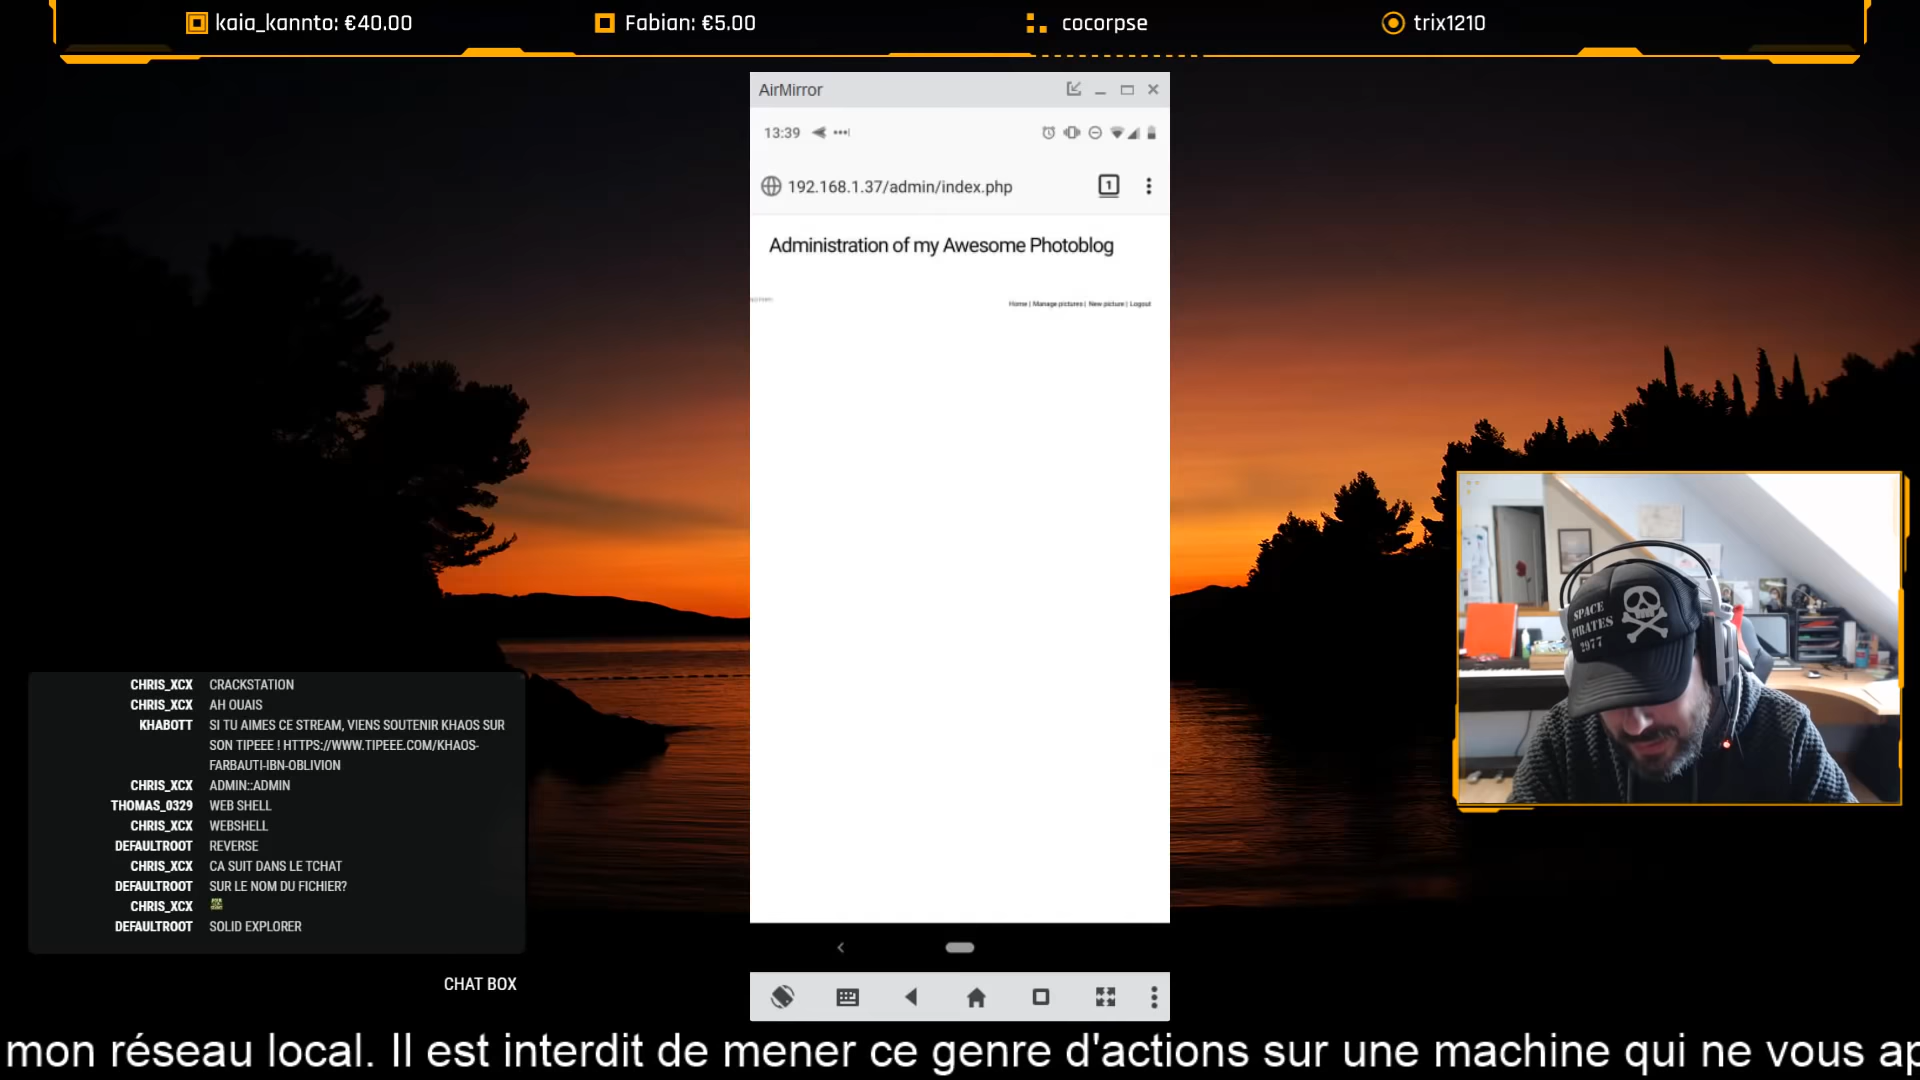 kaia_kannto: €40.00
Fabian: €5.00
cocorpse
trix1210
AirMirror
13:39
192.168.1.37/admin/index.php
1
Administration of my Awesome Photoblog
Home | Manage pictures | New picture | Logout
SPACE
PIRATES
2977
CHRIS_XCX CRACKSTATION
CHRIS_XCX AH OUAIS
KHABOTT SI TU AIMES CE STREAM, VIENS SOUTENIR KHAOS SUR
SON TIPEEE ! HTTPS://WWW.TIPEEE.COM/KHAOS-
FARBAUTI-IBN-OBLIVION
CHRIS_XCX ADMIN::ADMIN
THOMAS_0329 WEB SHELL
CHRIS_XCX WEBSHELL
DEFAULTROOT REVERSE
CHRIS_XCX CA SUIT DANS LE TCHAT
DEFAULTROOT SUR LE NOM DU FICHIER?
CHRIS_XCX
DEFAULTROOT SOLID EXPLORER
CHAT BOX
mon réseau local. Il est interdit de mener ce genre d'actions sur une machine qui ne vous ap